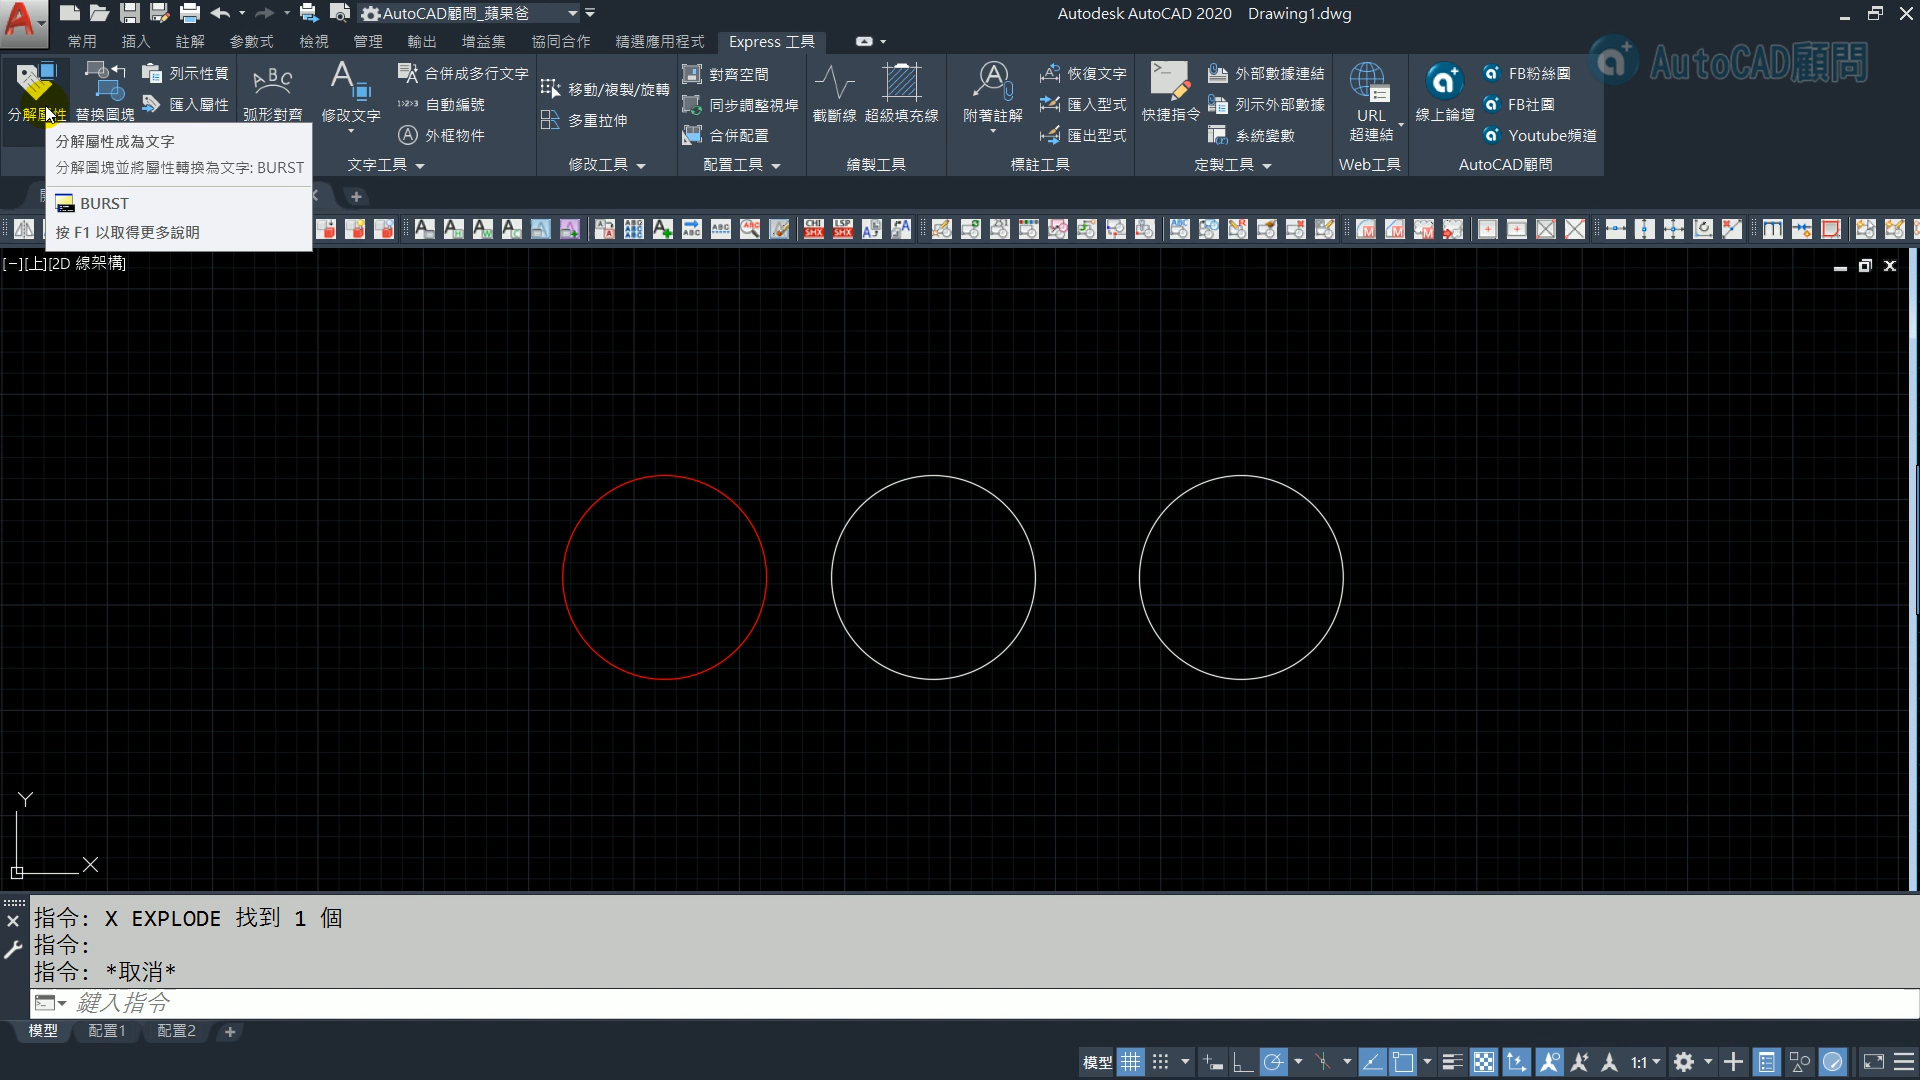 AutoCAD顧問_蘋果爸
Autodesk AutoCAD 2020 Drawing1.dwg
常用 插入 註解 參數式 檢視 管理 輸出 增益集 協同合作 精選應用程式 Express 工具
AutoCAD顧問
分解屬性
替換圖塊
列示性質
匯入屬性
弧形對齊
修改文字
合併成多行文字
自動編號
外框物件
移動/複製/旋轉
多重拉伸
對齊空間
同步調整視埠
合併配置
截斷線
超級填充線
附著註解
恢復文字
匯入型式
匯出型式
快捷指令
外部數據連結
列示外部數據
系統變數
URL
超連結
線上論壇
FB粉絲團
FB社團
Youtube頻道
文字工具 修改工具 配置工具 繪製工具 標註工具 定製工具 Web工具 AutoCAD顧問
分解屬性成為文字
分解圖塊並將屬性轉換為文字: BURST
BURST
按 F1 以取得更多說明
[−][上][2D 線架構]
Y
X
指令: X EXPLODE 找到 1 個
指令:
指令: *取消*
鍵入指令
模型 配置1 配置2
模型 1:1